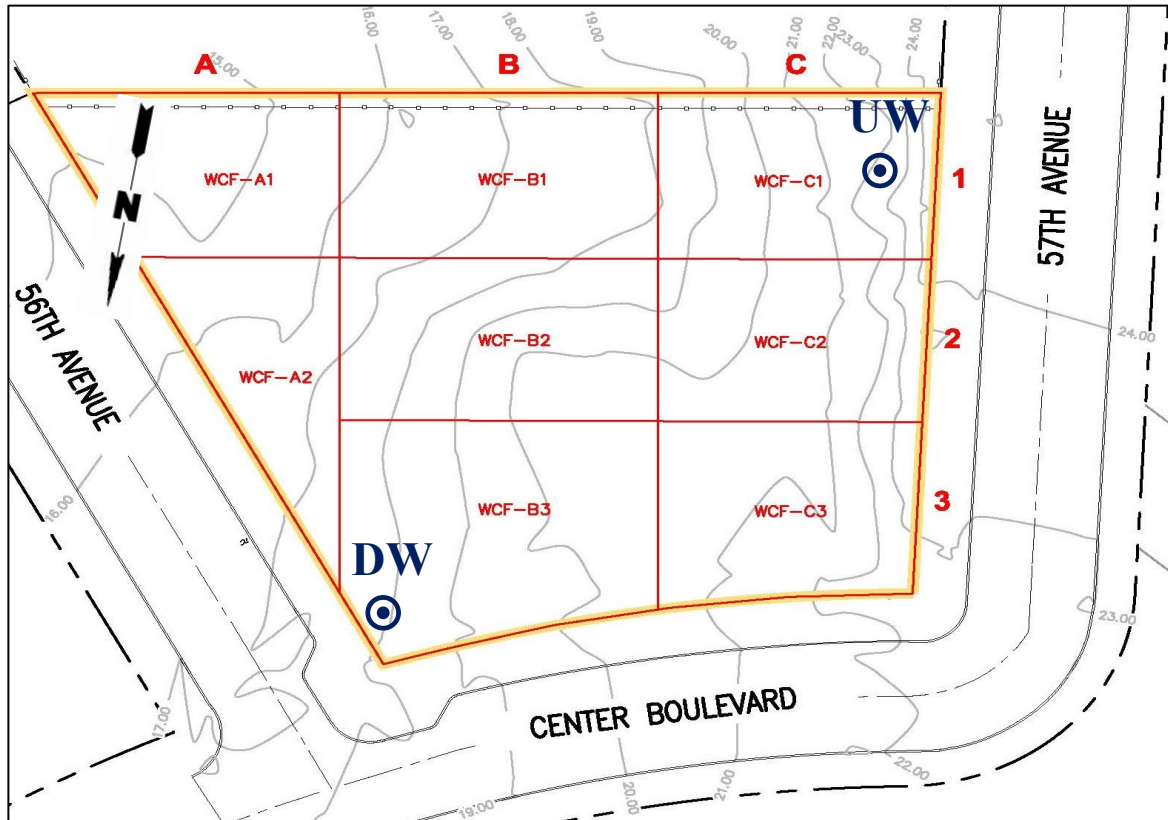 16.00
17.00
18.00
19.00
20.00
21.00
22.00
23.00
24.00
15.00
A
B
C
UW
N
WCF-A1
WCF-B1
WCF-C1
1
57TH AVENUE
56TH AVENUE
WCF-A2
WCF-B2
WCF-C2
2
24.00
16.00
WCF-B3
WCF-C3
3
DW
23.00
17.00
CENTER BOULEVARD
22.00
21.00
20.00
19.00